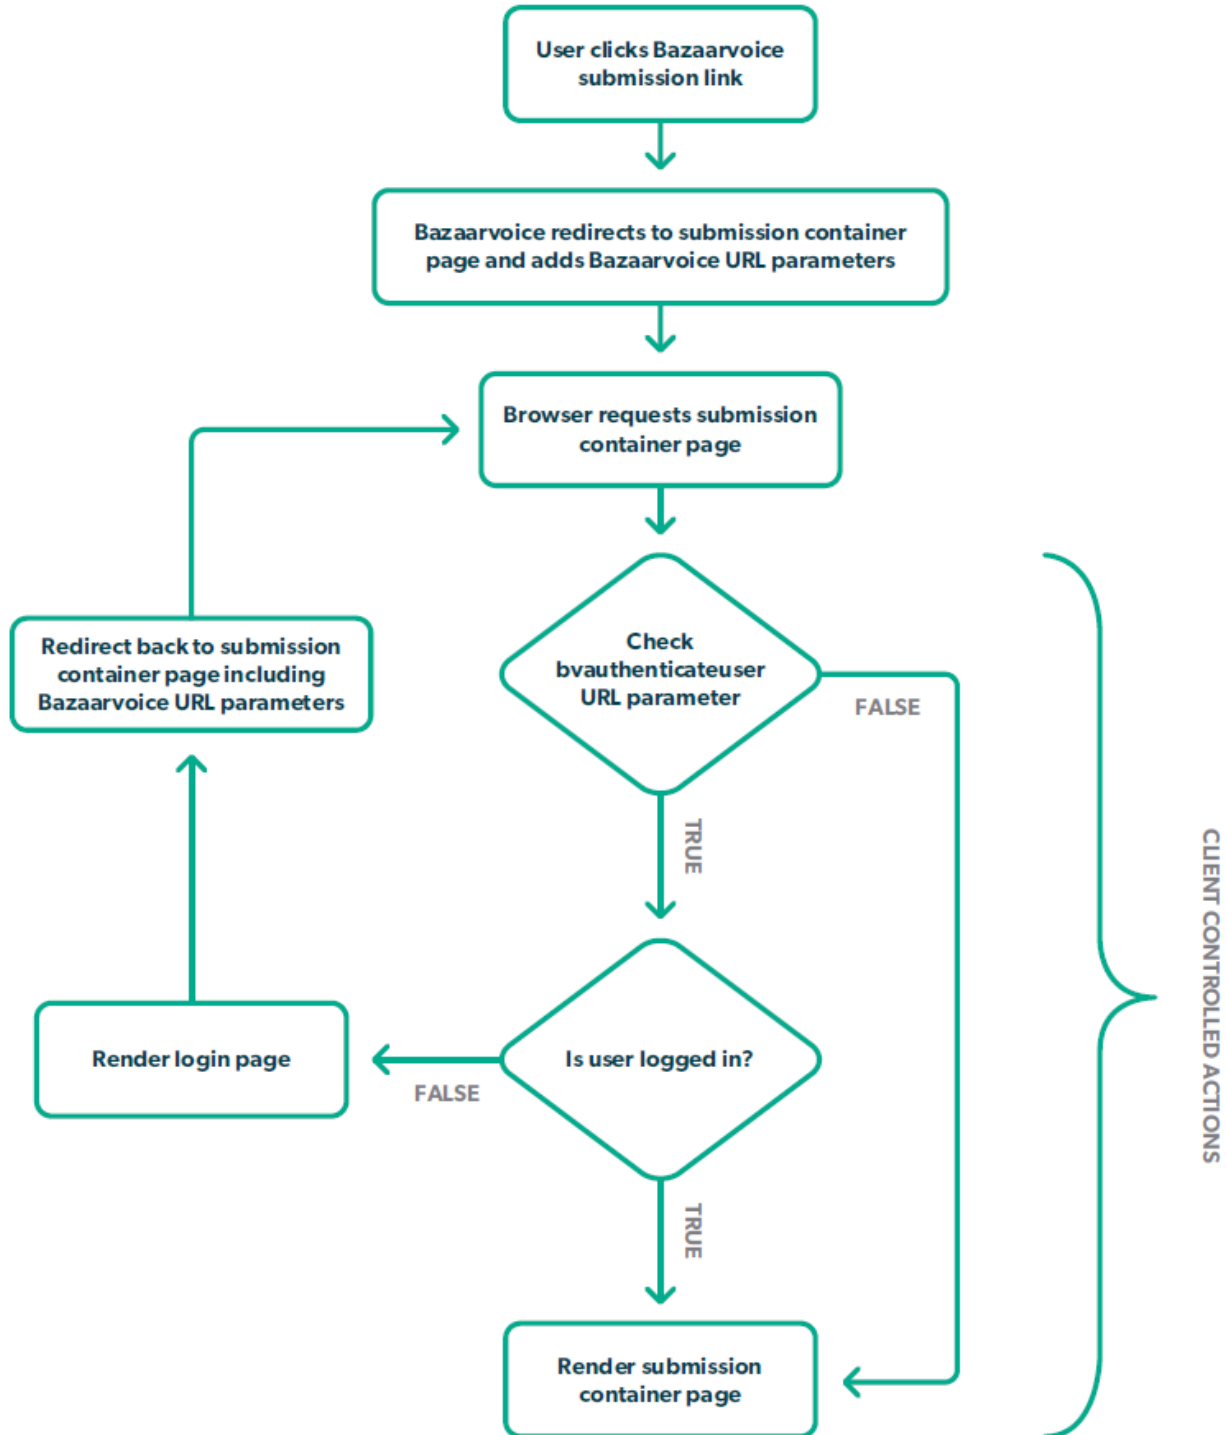 User clicks Bazaarvoice
submission link
Bazaarvoice redirects to submission container
page and adds Bazaarvoice URL parameters
Browser requests submission
container page
Redirect back to submission
container page including
Bazaarvoice URL parameters
Check
bvauthenticateuser
URL parameter
FALSE
TRUE
CLIENT CONTROLLED ACTIONS
Render login page
Is user logged in?
FALSE
TRUE
Render submission
container page